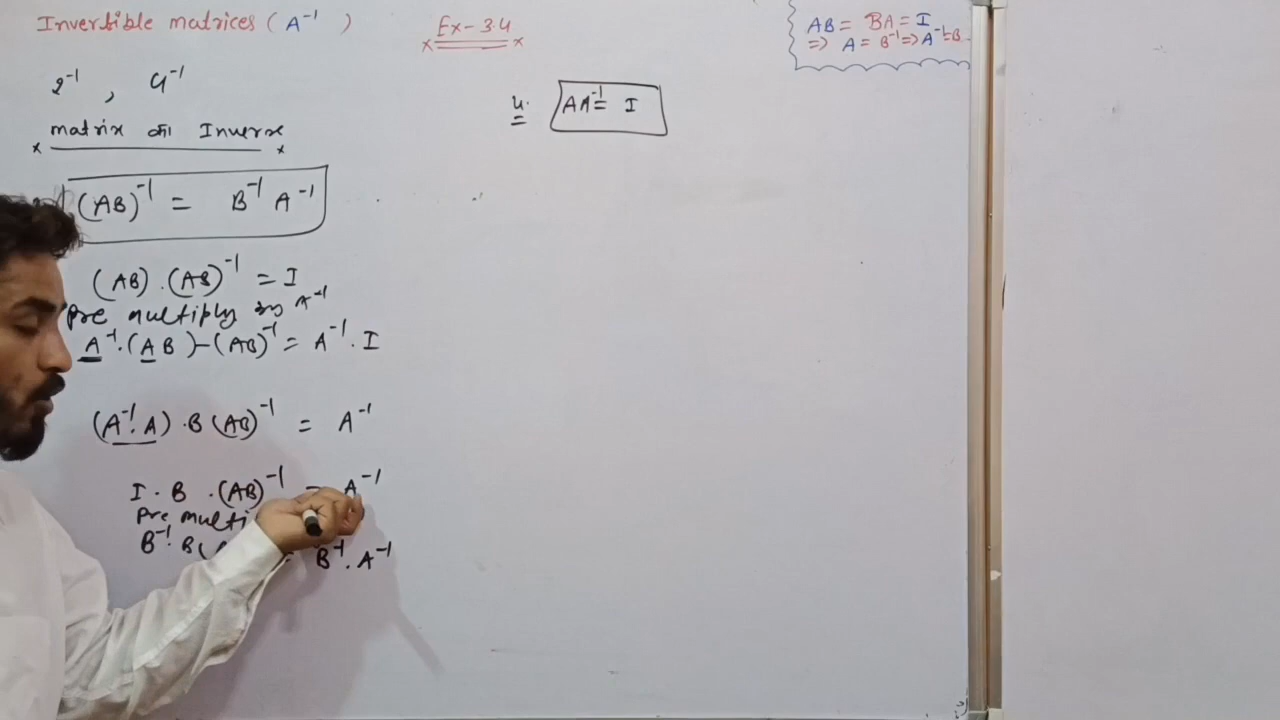 Invertible matrices (A⁻¹)
Ex-3.4
AB = BA = I
=> A = B⁻¹ => A⁻¹=B.
2⁻¹, 4⁻¹
matrix का Inverse
(AB)⁻¹ = B⁻¹ A⁻¹
(AB).(AB)⁻¹ = I
Pre multiply by A⁻¹
A⁻¹.(AB)-(AB)⁻¹ = A⁻¹.I
(A⁻¹.A).B(AB)⁻¹ = A⁻¹
I.B.(AB)⁻¹ = A⁻¹
Pre
B⁻¹.B( = B⁻¹.A⁻¹
4.
AA⁻¹= I